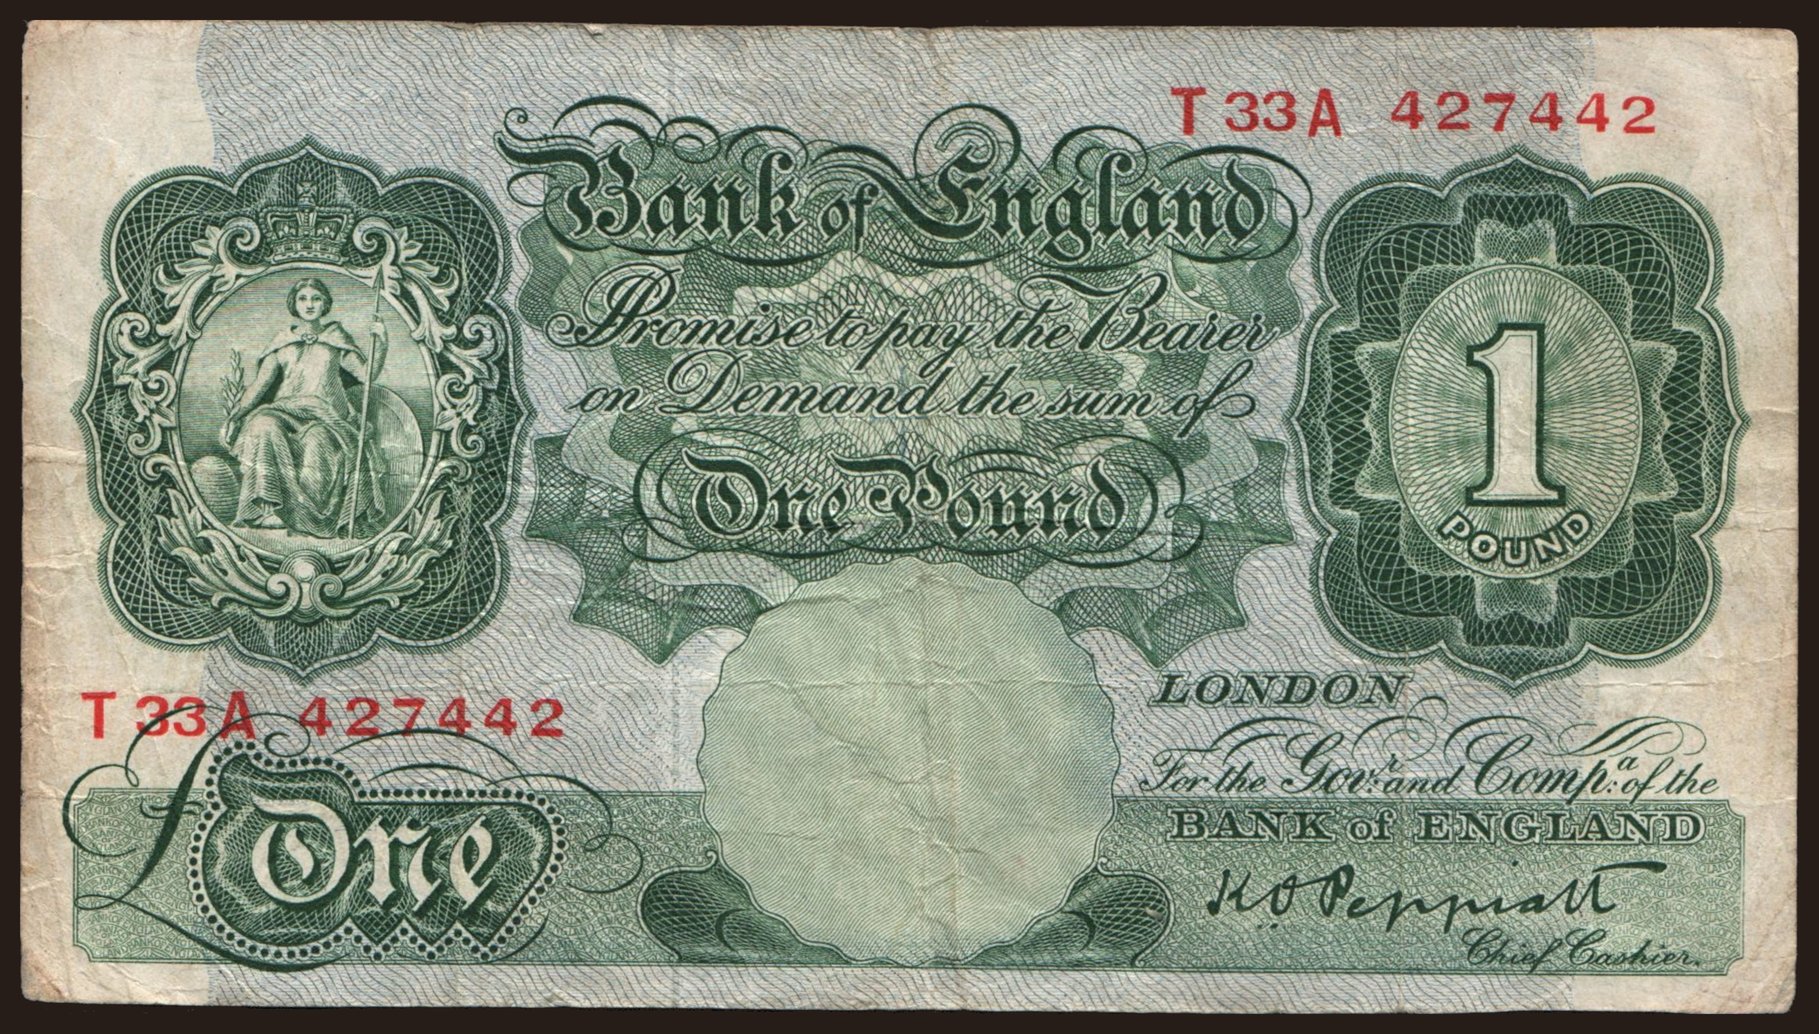 T 33A 427442
Bank of England
Promise to pay the Bearer
on Demand the sum of
One Pound
1
POUND
T 33A 427442
£One
LONDON
For the Govr. and Compa. of the
BANK of ENGLAND
K O Peppiatt
Chief Cashier.